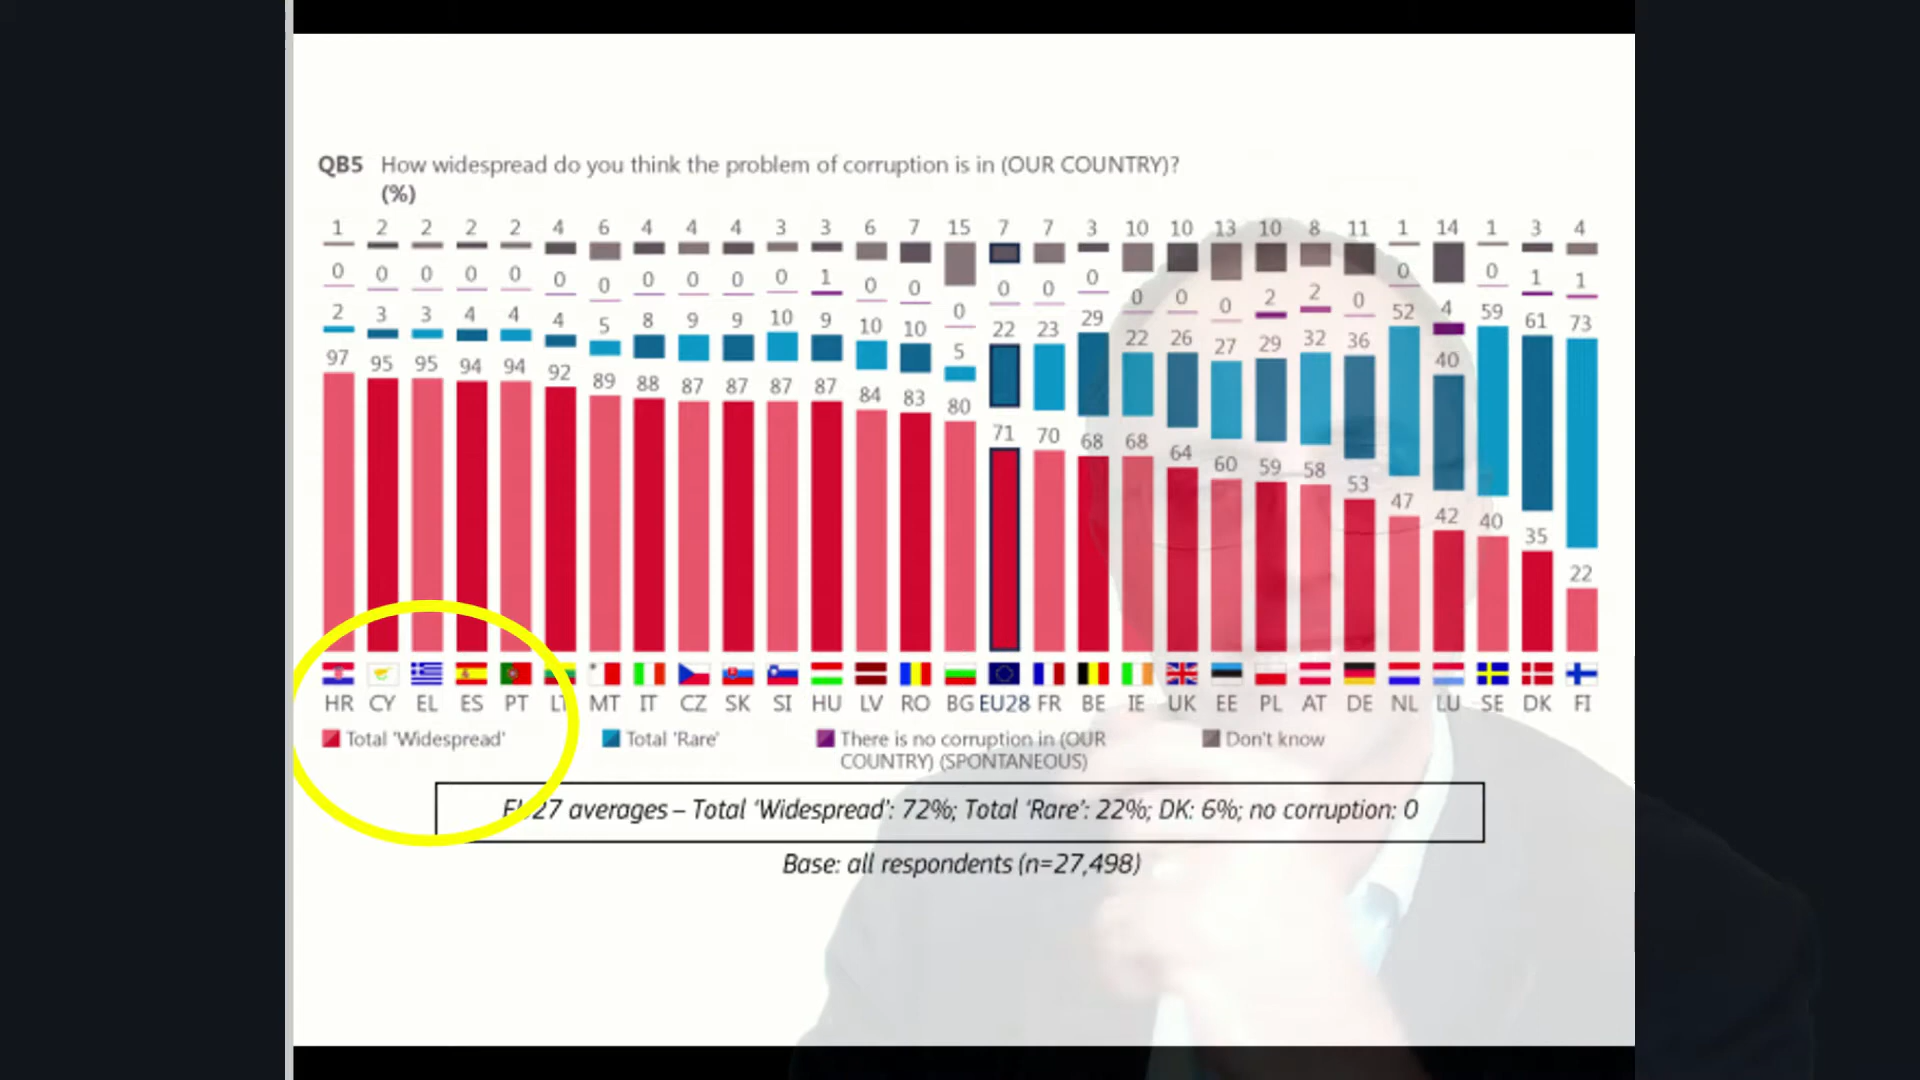 QB5 How widespread do you think the problem of corruption is in (OUR COUNTRY)?
(%)
1 2 2 2 2 4 6 4 4 4 3 3 6 7 15 7 7 3 10 10 13 10 8 11 1 14 1 3 4
0 0 0 0 0 0 0 0 0 0 0 1 0 0 0 0 0 0 0 0 0 2 2 0 0 4 0 1 1
2 3 3 4 4 4 5 8 9 9 10 9 10 10 5 22 23 29 22 26 27 29 32 36 52 40 59 61 73
97 95 95 94 94 92 89 88 87 87 87 87 84 83 80 71 70 68 68 64 60 59 58 53 47 42 40 35 22
HR CY EL ES PT LT MT IT CZ SK SI HU LV RO BG EU28 FR BE IE UK EE PL AT DE NL LU SE DK FI
Total 'Widespread' Total 'Rare' There is no corruption in (OUR Don't know
COUNTRY) (SPONTANEOUS)
EU27 averages – Total 'Widespread': 72%; Total 'Rare': 22%; DK: 6%; no corruption: 0
Base: all respondents (n=27,498)